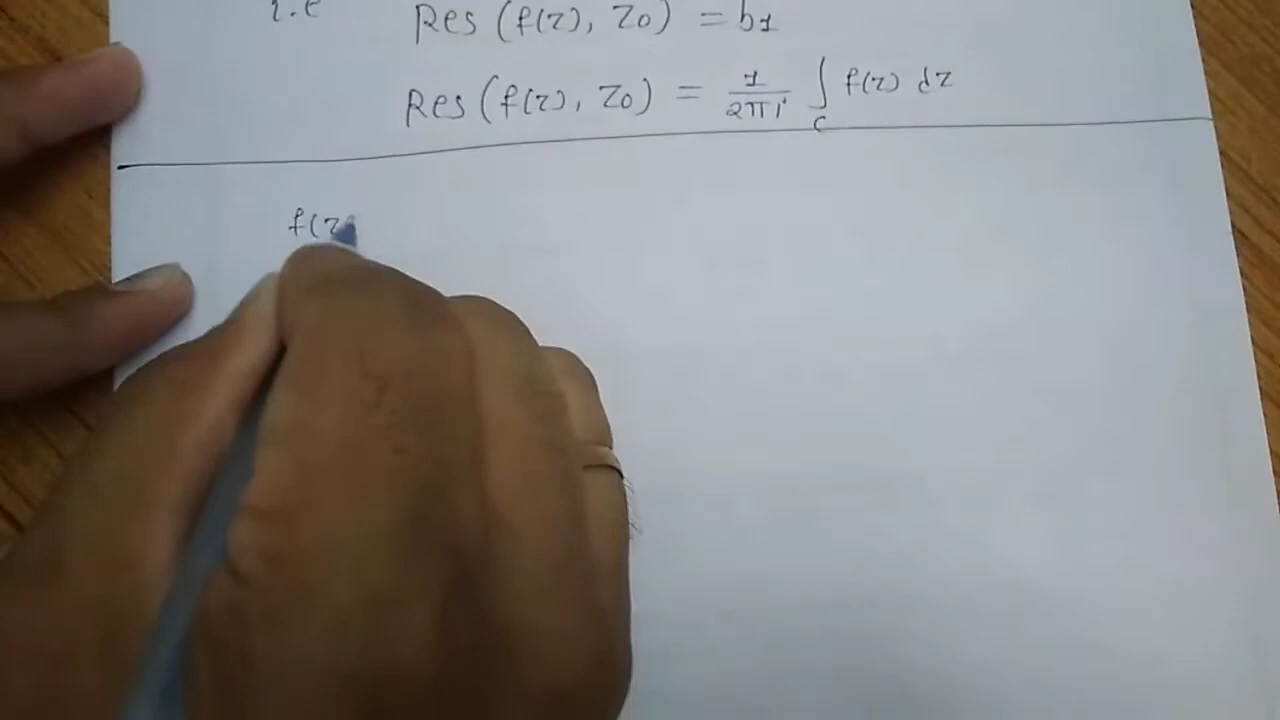 i.e Res (f(z), z0) = b1
Res (f(z), z0) = 1/2πi ∫C f(z) dz
f(z